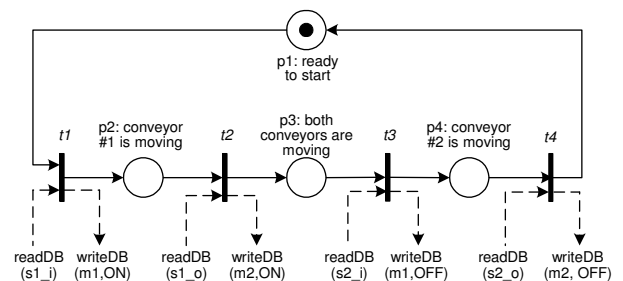 p1: ready
to start
t1
p2: conveyor
#1 is moving
t2
p3: both
conveyors are
moving
t3
p4: conveyor
#2 is moving
t4
readDB
(s1_i)
writeDB
(m1,ON)
readDB
(s1_o)
writeDB
(m2,ON)
readDB
(s2_i)
writeDB
(m1,OFF)
readDB
(s2_o)
writeDB
(m2, OFF)